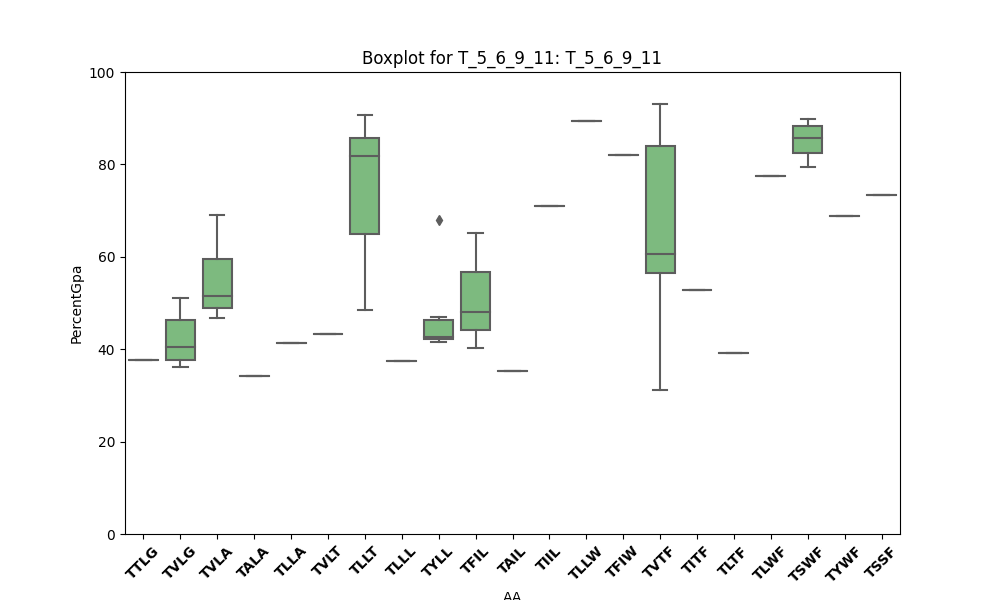 Boxplot for T_5_6_9_11: T_5_6_9_11
100
80
60
40
20
0
PercentGpa
TTLG
TVLG
TVLA
TALA
TLLA
TVLT
TLLT
TLLL
TYLL
TFIL
TAIL
TIIL
TLLW
TFIW
TVTF
TITF
TLTF
TLWF
TSWF
TYWF
TSSF
AA